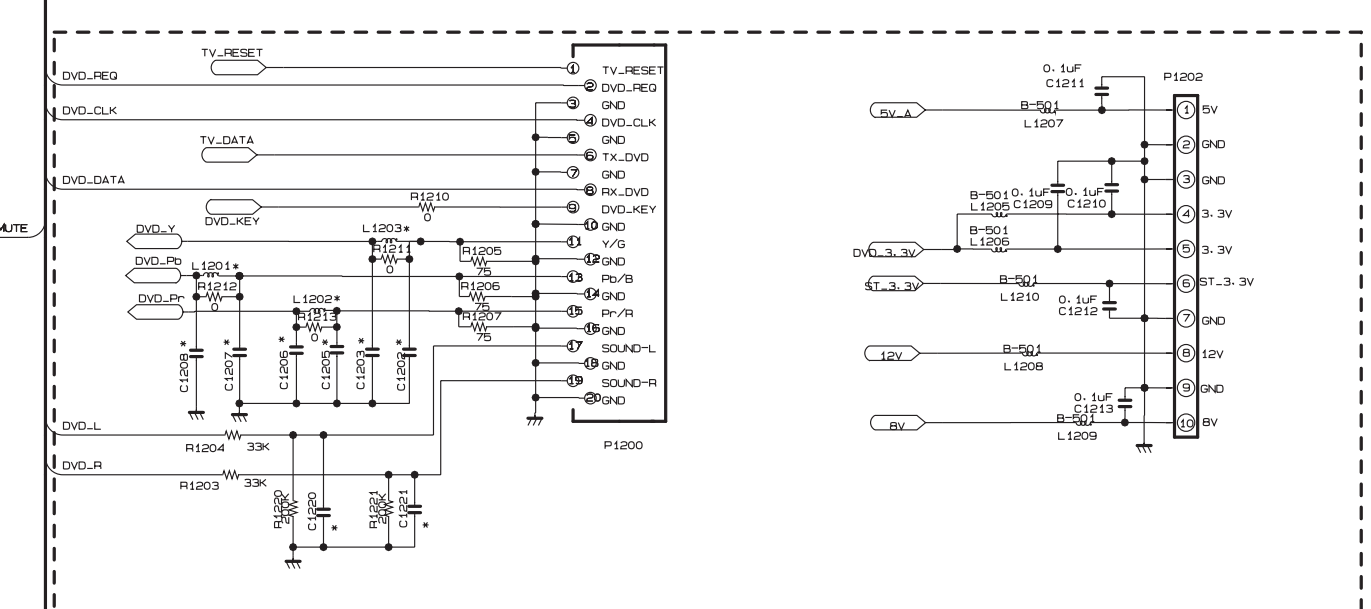 TV_RESET
DVD_REQ
DVD_CLK
TV_DATA
DVD_DATA
R1210
0
DVD_KEY
MUTE
DVD_Y
L1203*
R1211
0
R1205
75
DVD_Pb
L1201*
R1212
0
R1206
75
DVD_Pr
L1202*
R1213
0
R1207
75
C1208 *
C1207 *
C1206 *
C1205 *
C1203 *
C1202 *
DVD_L
R1204 33K
DVD_R
R1203 33K
R1220
200K
C1220 *
R1221
200K
C1221 *
1 TV_RESET
2 DVD_REQ
3 GND
4 DVD_CLK
5 GND
6 TX_DVD
7 GND
8 RX_DVD
9 DVD_KEY
10 GND
11 Y/G
12 GND
13 Pb/B
14 GND
15 Pr/R
16 GND
17 SOUND-L
18 GND
19 SOUND-R
20 GND
P1200
0.1uF
C1211
P1202
5V_A
B-501
L1207
B-501
L1205
0.1uF
C1209
0.1uF
C1210
B-501
L1206
DVD_3.3V
ST_3.3V
B-501
L1210
0.1uF
C1212
12V
B-501
L1208
0.1uF
C1213
8V
B-501
L1209
1 5V
2 GND
3 GND
4 3.3V
5 3.3V
6 ST_3.3V
7 GND
8 12V
9 GND
10 8V